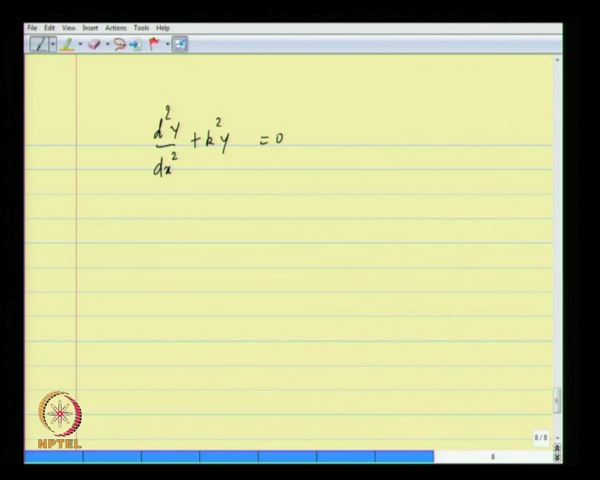 File Edit View Insert Actions Tools Help
d²y/dx² + k²y = 0
NPTEL
8 / 8
8